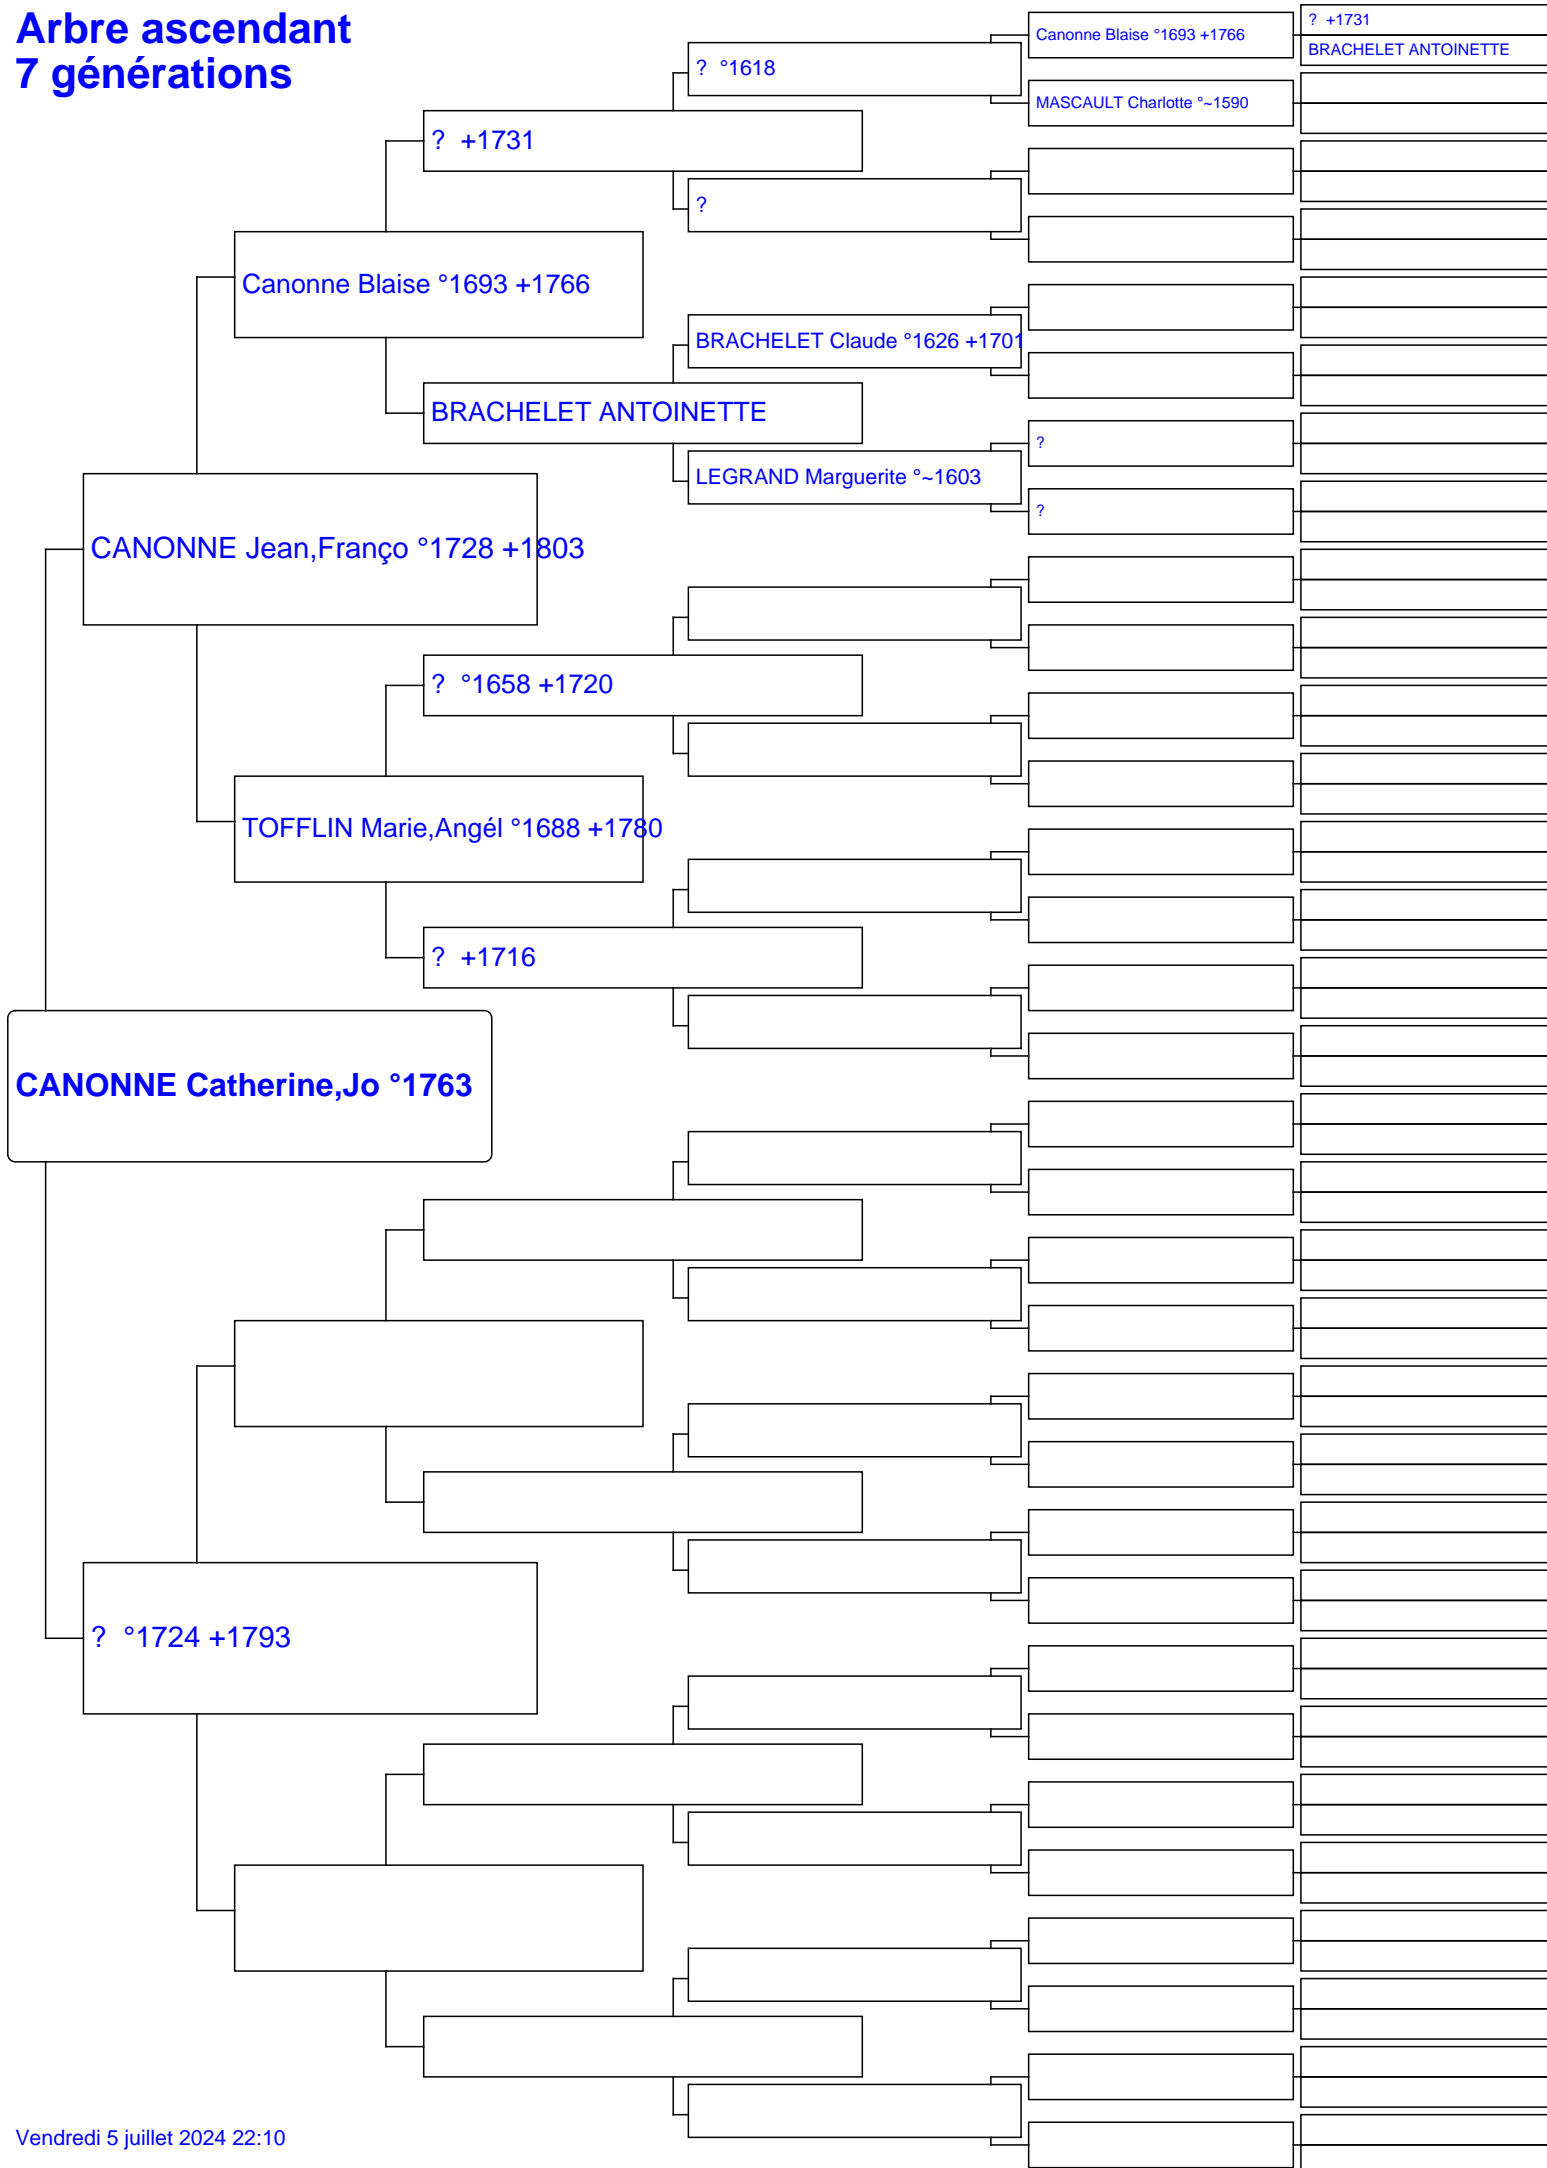 Arbre ascendant
7 générations
Canonne Blaise °1693 +1766
? +1731
BRACHELET ANTOINETTE
? °1618
MASCAULT Charlotte °~1590
? +1731
?
Canonne Blaise °1693 +1766
BRACHELET Claude °1626 +1701
BRACHELET ANTOINETTE
?
LEGRAND Marguerite °~1603
?
CANONNE Jean,Franço °1728 +1803
? °1658 +1720
TOFFLIN Marie,Angél °1688 +1780
? +1716
CANONNE Catherine,Jo °1763
? °1724 +1793
Vendredi 5 juillet 2024 22:10